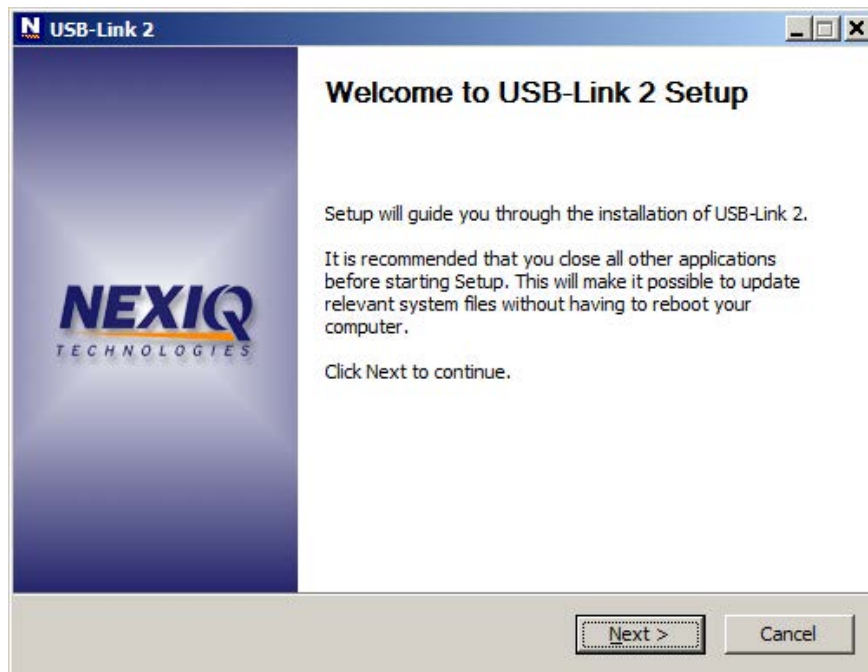 USB-Link 2
Welcome to USB-Link 2 Setup
Setup will guide you through the installation of USB-Link 2.
It is recommended that you close all other applications
before starting Setup. This will make it possible to update
relevant system files without having to reboot your
computer.
Click Next to continue.
NEXIQ
TECHNOLOGIES
Next >
Cancel